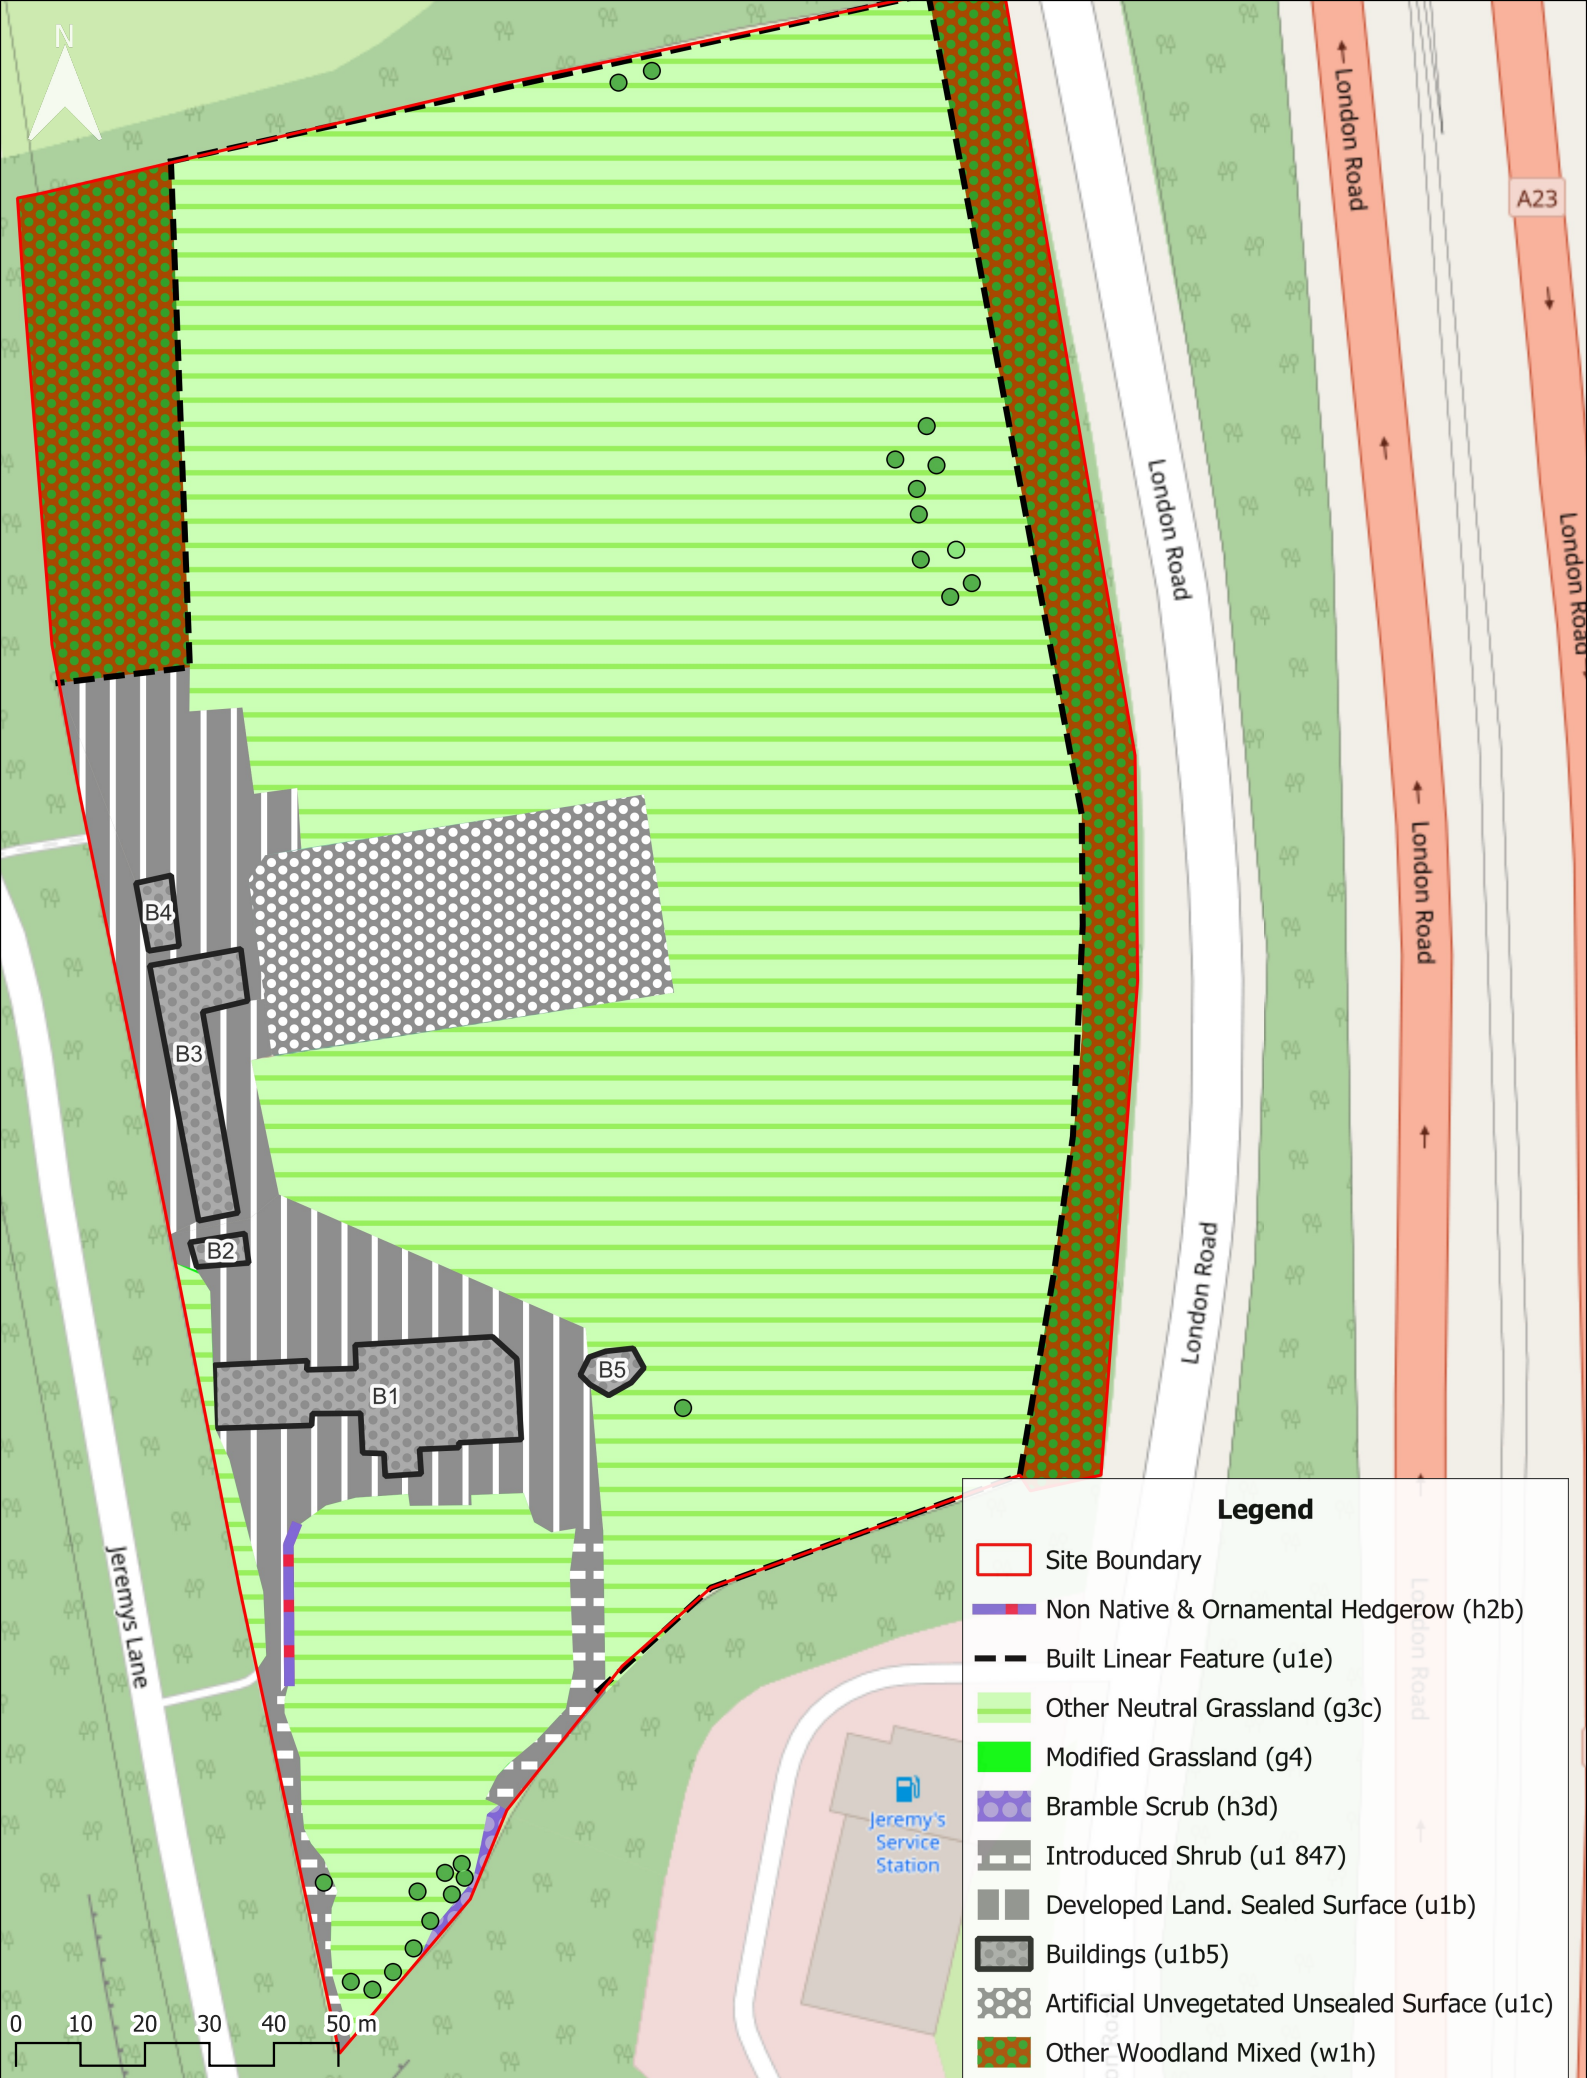 N
London Road
A23
London Road
London Road
London Road
London Road
B4
B3
B2
B1
B5
Jeremys Lane
Jeremy's
Service
Station
London Road
Legend
Site Boundary
Non Native & Ornamental Hedgerow (h2b)
Built Linear Feature (u1e)
Other Neutral Grassland (g3c)
Modified Grassland (g4)
Bramble Scrub (h3d)
Introduced Shrub (u1 847)
Developed Land. Sealed Surface (u1b)
Buildings (u1b5)
Artificial Unvegetated Unsealed Surface (u1c)
Other Woodland Mixed (w1h)
0 10 20 30 40 50 m